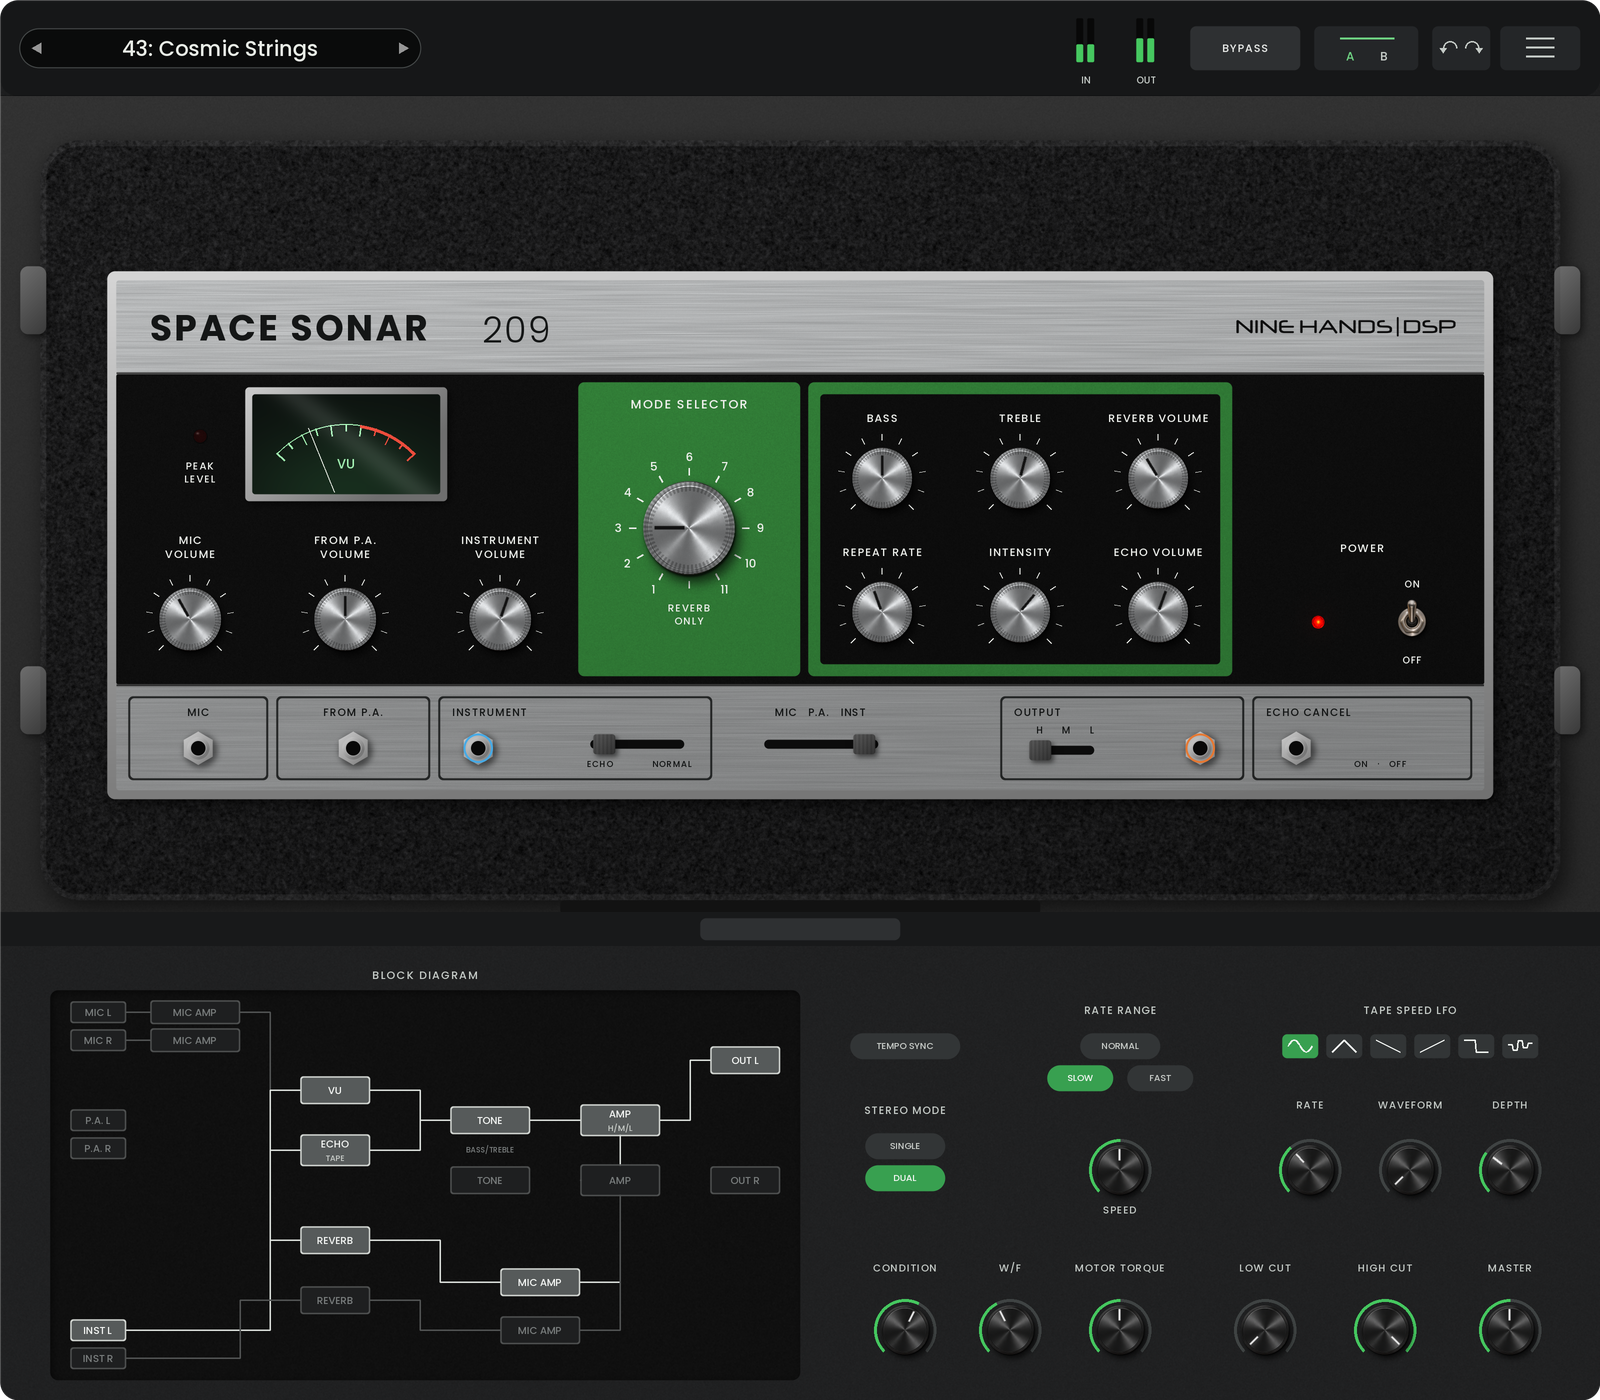 43: Cosmic Strings
IN
OUT
BYPASS
A B
SPACE SONAR 209
NINE HANDS|DSP
PEAK
LEVEL
VU
MIC
VOLUME
FROM P.A.
VOLUME
INSTRUMENT
VOLUME
MODE SELECTOR
1
2
3
4
5
6
7
8
9
10
11
REVERB
ONLY
BASS
TREBLE
REVERB VOLUME
REPEAT RATE
INTENSITY
ECHO VOLUME
POWER
ON
OFF
MIC
FROM P.A.
INSTRUMENT
ECHO
NORMAL
MIC P.A. INST
OUTPUT
H M L
ECHO CANCEL
ON · OFF
BLOCK DIAGRAM
MIC L
MIC AMP
MIC R
MIC AMP
P.A. L
P.A. R
INST L
INST R
VU
ECHO
TAPE
REVERB
REVERB
TONE
BASS/TREBLE
TONE
AMP
H/M/L
AMP
MIC AMP
MIC AMP
OUT L
OUT R
TEMPO SYNC
STEREO MODE
SINGLE
DUAL
RATE RANGE
NORMAL
SLOW
FAST
SPEED
TAPE SPEED LFO
RATE
WAVEFORM
DEPTH
CONDITION
W/F
MOTOR TORQUE
LOW CUT
HIGH CUT
MASTER